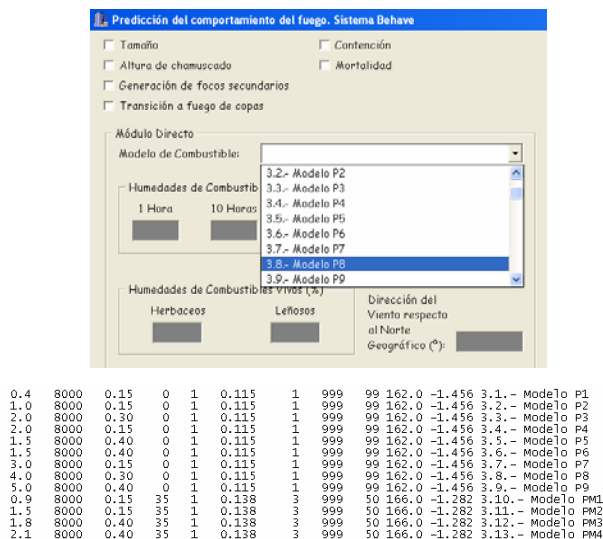 Predicción del comportamiento del fuego. Sistema Behave
Tamaño Contención
Altura de chamuscado Mortalidad
Generación de focos secundarios
Transición a fuego de copas
Módulo Directo
Modelo de Combustible:
3.2.- Modelo P2
Humedades de Combustib 3.3.- Modelo P3
1 Hora 10 Horas 3.4.- Modelo P4
3.5.- Modelo P5
3.6.- Modelo P6
3.7.- Modelo P7
3.8.- Modelo P8
3.9.- Modelo P9
Humedades de Combustibles Vivos (%)
Herbaceos Leñosos
Dirección del
Viento respecto
al Norte
Geográfico (º):
0.4 8000 0.15 0 1 0.115 1 999 99 162.0 -1.456 3.1.- Modelo P1
1.0 8000 0.15 0 1 0.115 1 999 99 162.0 -1.456 3.2.- Modelo P2
2.0 8000 0.30 0 1 0.115 1 999 99 162.0 -1.456 3.3.- Modelo P3
2.0 8000 0.15 0 1 0.115 1 999 99 162.0 -1.456 3.4.- Modelo P4
1.5 8000 0.40 0 1 0.115 1 999 99 162.0 -1.456 3.5.- Modelo P5
1.5 8000 0.40 0 1 0.115 1 999 99 162.0 -1.456 3.6.- Modelo P6
3.0 8000 0.15 0 1 0.115 1 999 99 162.0 -1.456 3.7.- Modelo P7
4.0 8000 0.30 0 1 0.115 1 999 99 162.0 -1.456 3.8.- Modelo P8
5.0 8000 0.40 0 1 0.115 1 999 99 162.0 -1.456 3.9.- Modelo P9
0.9 8000 0.15 35 1 0.138 3 999 50 166.0 -1.282 3.10.- Modelo PM1
1.5 8000 0.15 35 1 0.138 3 999 50 166.0 -1.282 3.11.- Modelo PM2
1.8 8000 0.40 35 1 0.138 3 999 50 166.0 -1.282 3.12.- Modelo PM3
2.1 8000 0.40 35 1 0.138 3 999 50 166.0 -1.282 3.13.- Modelo PM4